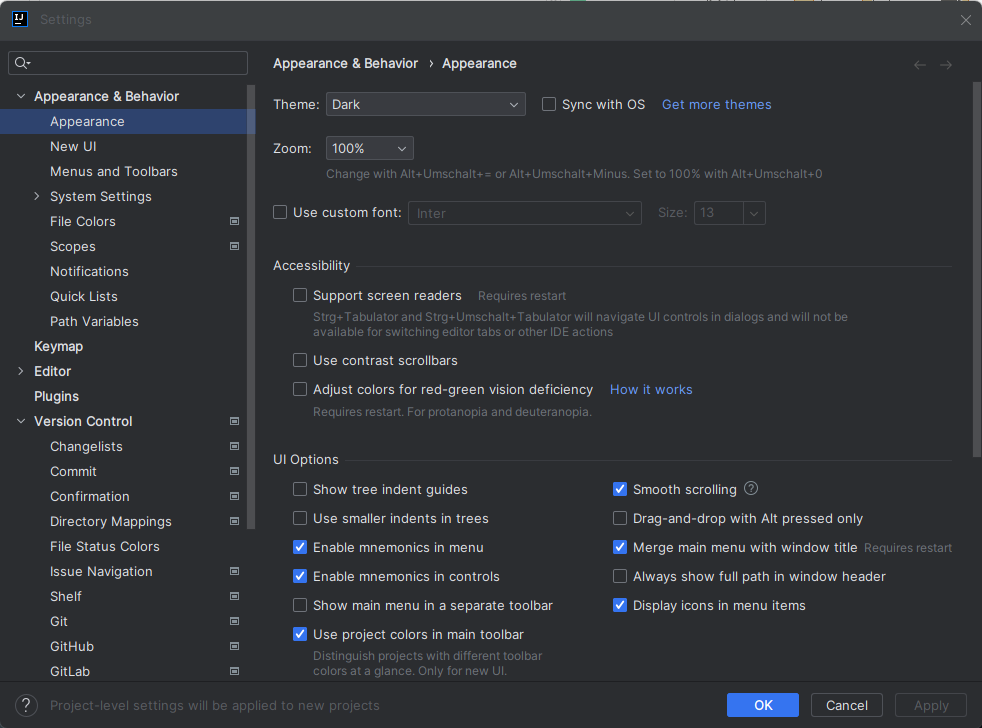 IJ
Settings
Appearance & Behavior
Appearance
New UI
Menus and Toolbars
System Settings
File Colors
Scopes
Notifications
Quick Lists
Path Variables
Keymap
Editor
Plugins
Version Control
Changelists
Commit
Confirmation
Directory Mappings
File Status Colors
Issue Navigation
Shelf
Git
GitHub
GitLab
Appearance & Behavior › Appearance
Theme: Dark Sync with OS Get more themes
Zoom: 100%
Change with Alt+Umschalt+= or Alt+Umschalt+Minus. Set to 100% with Alt+Umschalt+0
Use custom font: Inter Size: 13
Accessibility
Support screen readers Requires restart
Strg+Tabulator and Strg+Umschalt+Tabulator will navigate UI controls in dialogs and will not be
available for switching editor tabs or other IDE actions
Use contrast scrollbars
Adjust colors for red-green vision deficiency How it works
Requires restart. For protanopia and deuteranopia.
UI Options
Show tree indent guides
Use smaller indents in trees
Enable mnemonics in menu
Enable mnemonics in controls
Show main menu in a separate toolbar
Use project colors in main toolbar
Distinguish projects with different toolbar
colors at a glance. Only for new UI.
Smooth scrolling ?
Drag-and-drop with Alt pressed only
Merge main menu with window title Requires restart
Always show full path in window header
Display icons in menu items
? Project-level settings will be applied to new projects
OK Cancel Apply